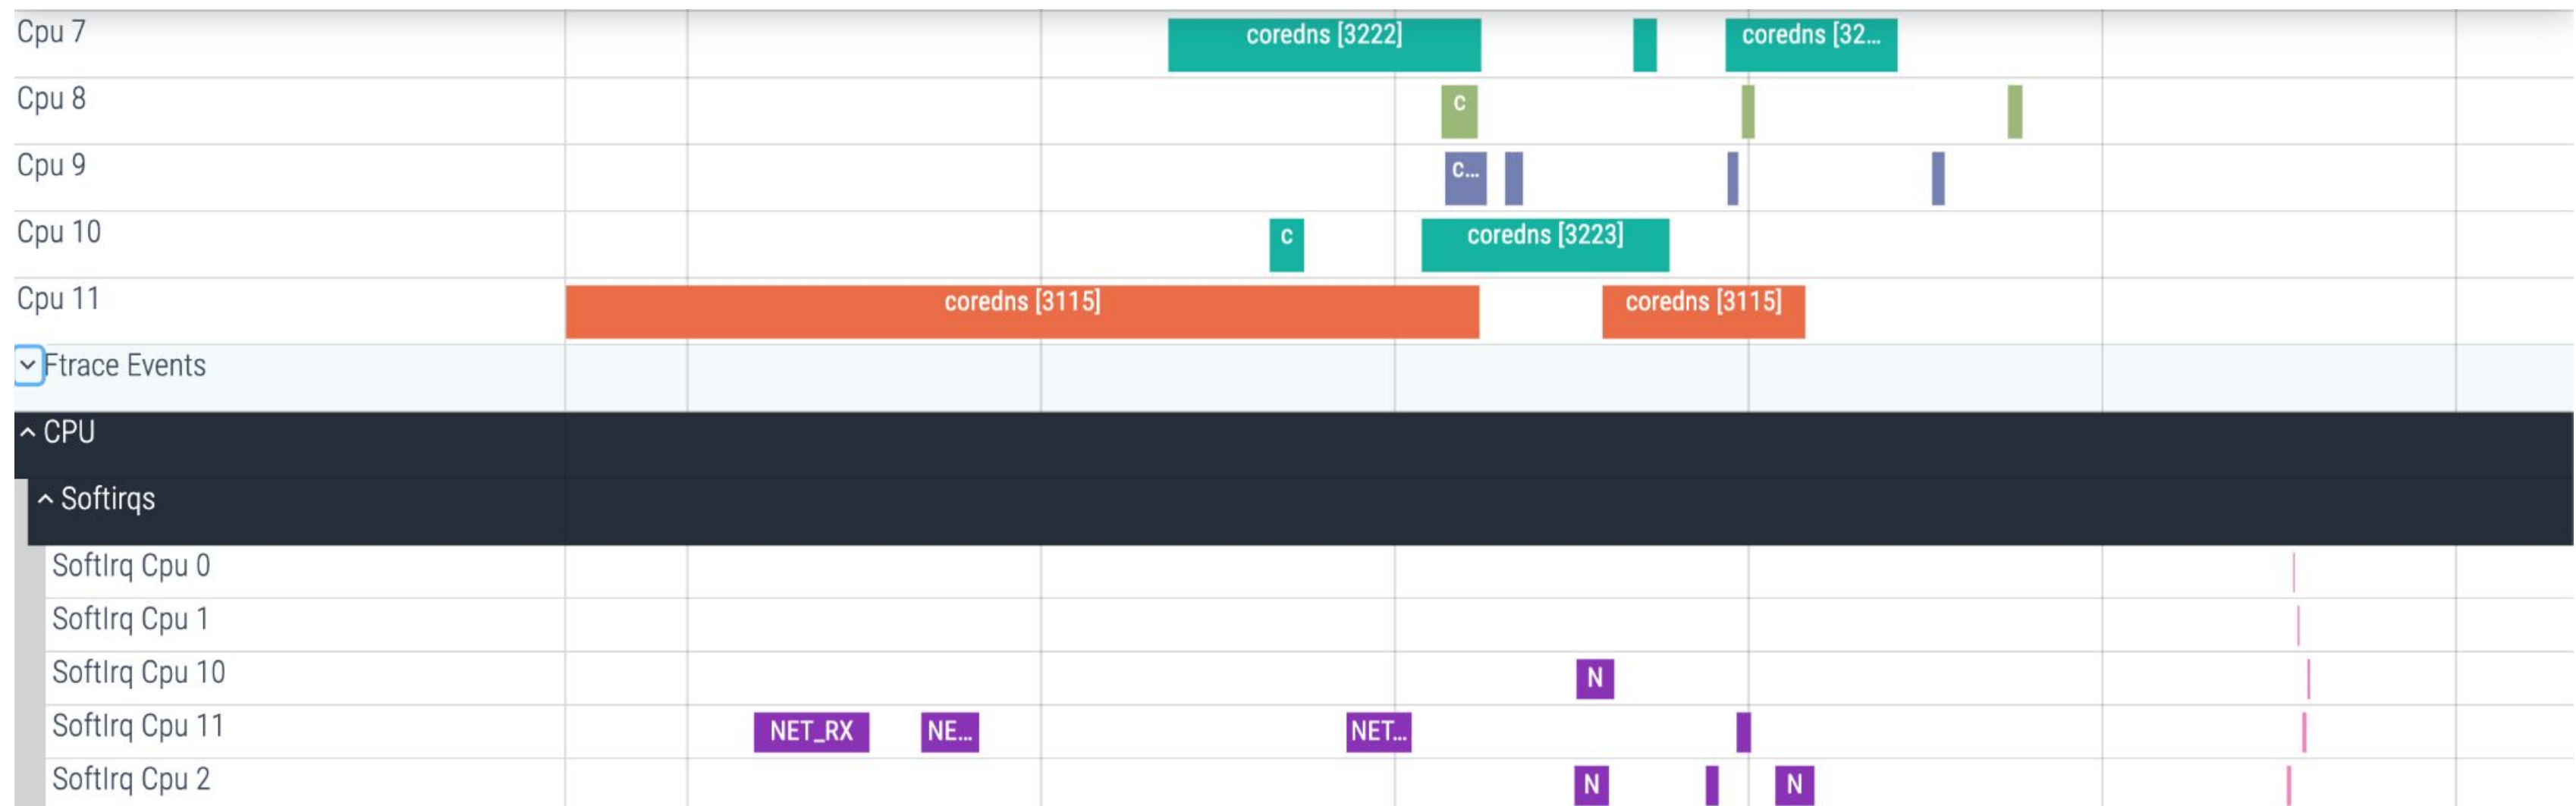 Cpu 7
coredns [3222]
coredns [32...
Cpu 8
c
Cpu 9
c...
Cpu 10
c
coredns [3223]
Cpu 11
coredns [3115]
coredns [3115]
Ftrace Events
CPU
Softirqs
SoftIrq Cpu 0
SoftIrq Cpu 1
SoftIrq Cpu 10
N
SoftIrq Cpu 11
NET_RX
NE...
NET...
SoftIrq Cpu 2
N
N